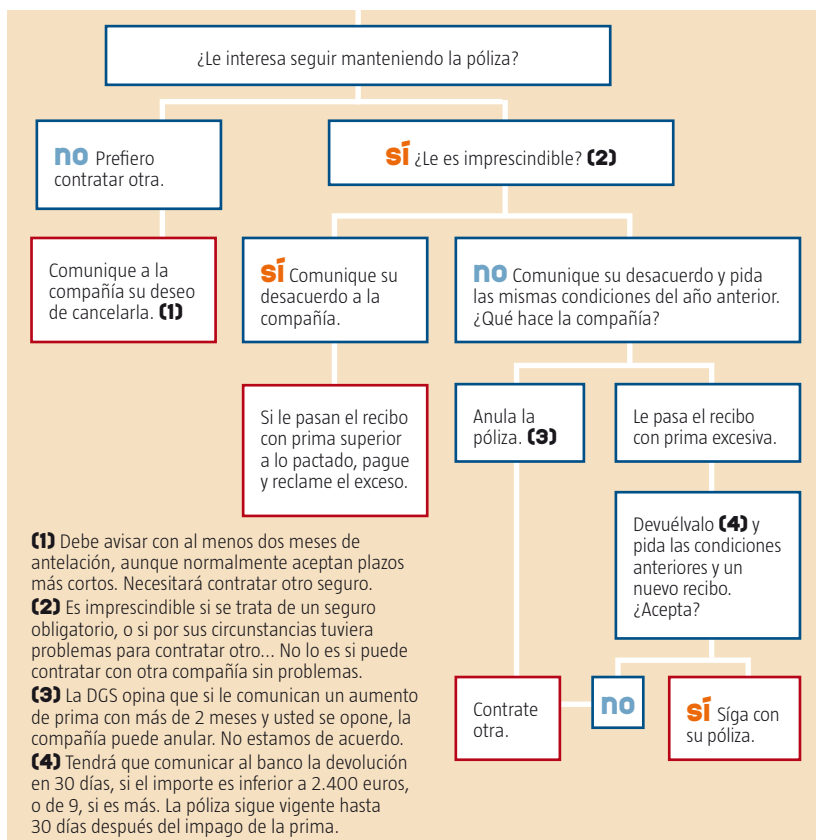 ¿Le interesa seguir manteniendo la póliza?
no Prefiero
contratar otra.
sí ¿Le es imprescindible? (2)
Comunique a la
compañía su deseo
de cancelarla. (1)
sí Comunique su
desacuerdo a la
compañía.
no Comunique su desacuerdo y pida
las mismas condiciones del año anterior.
¿Qué hace la compañía?
Si le pasan el recibo
con prima superior
a lo pactado, pague
y reclame el exceso.
Anula la
póliza. (3)
Le pasa el recibo
con prima excesiva.
Devuélvalo (4) y
pida las condiciones
anteriores y un
nuevo recibo.
¿Acepta?
Contrate
otra.
no
sí Síga con
su póliza.
(1) Debe avisar con al menos dos meses de
antelación, aunque normalmente aceptan plazos
más cortos. Necesitará contratar otro seguro.
(2) Es imprescindible si se trata de un seguro
obligatorio, o si por sus circunstancias tuviera
problemas para contratar otro... No lo es si puede
contratar con otra compañía sin problemas.
(3) La DGS opina que si le comunican un aumento
de prima con más de 2 meses y usted se opone, la
compañía puede anular. No estamos de acuerdo.
(4) Tendrá que comunicar al banco la devolución
en 30 días, si el importe es inferior a 2.400 euros,
o de 9, si es más. La póliza sigue vigente hasta
30 días después del impago de la prima.